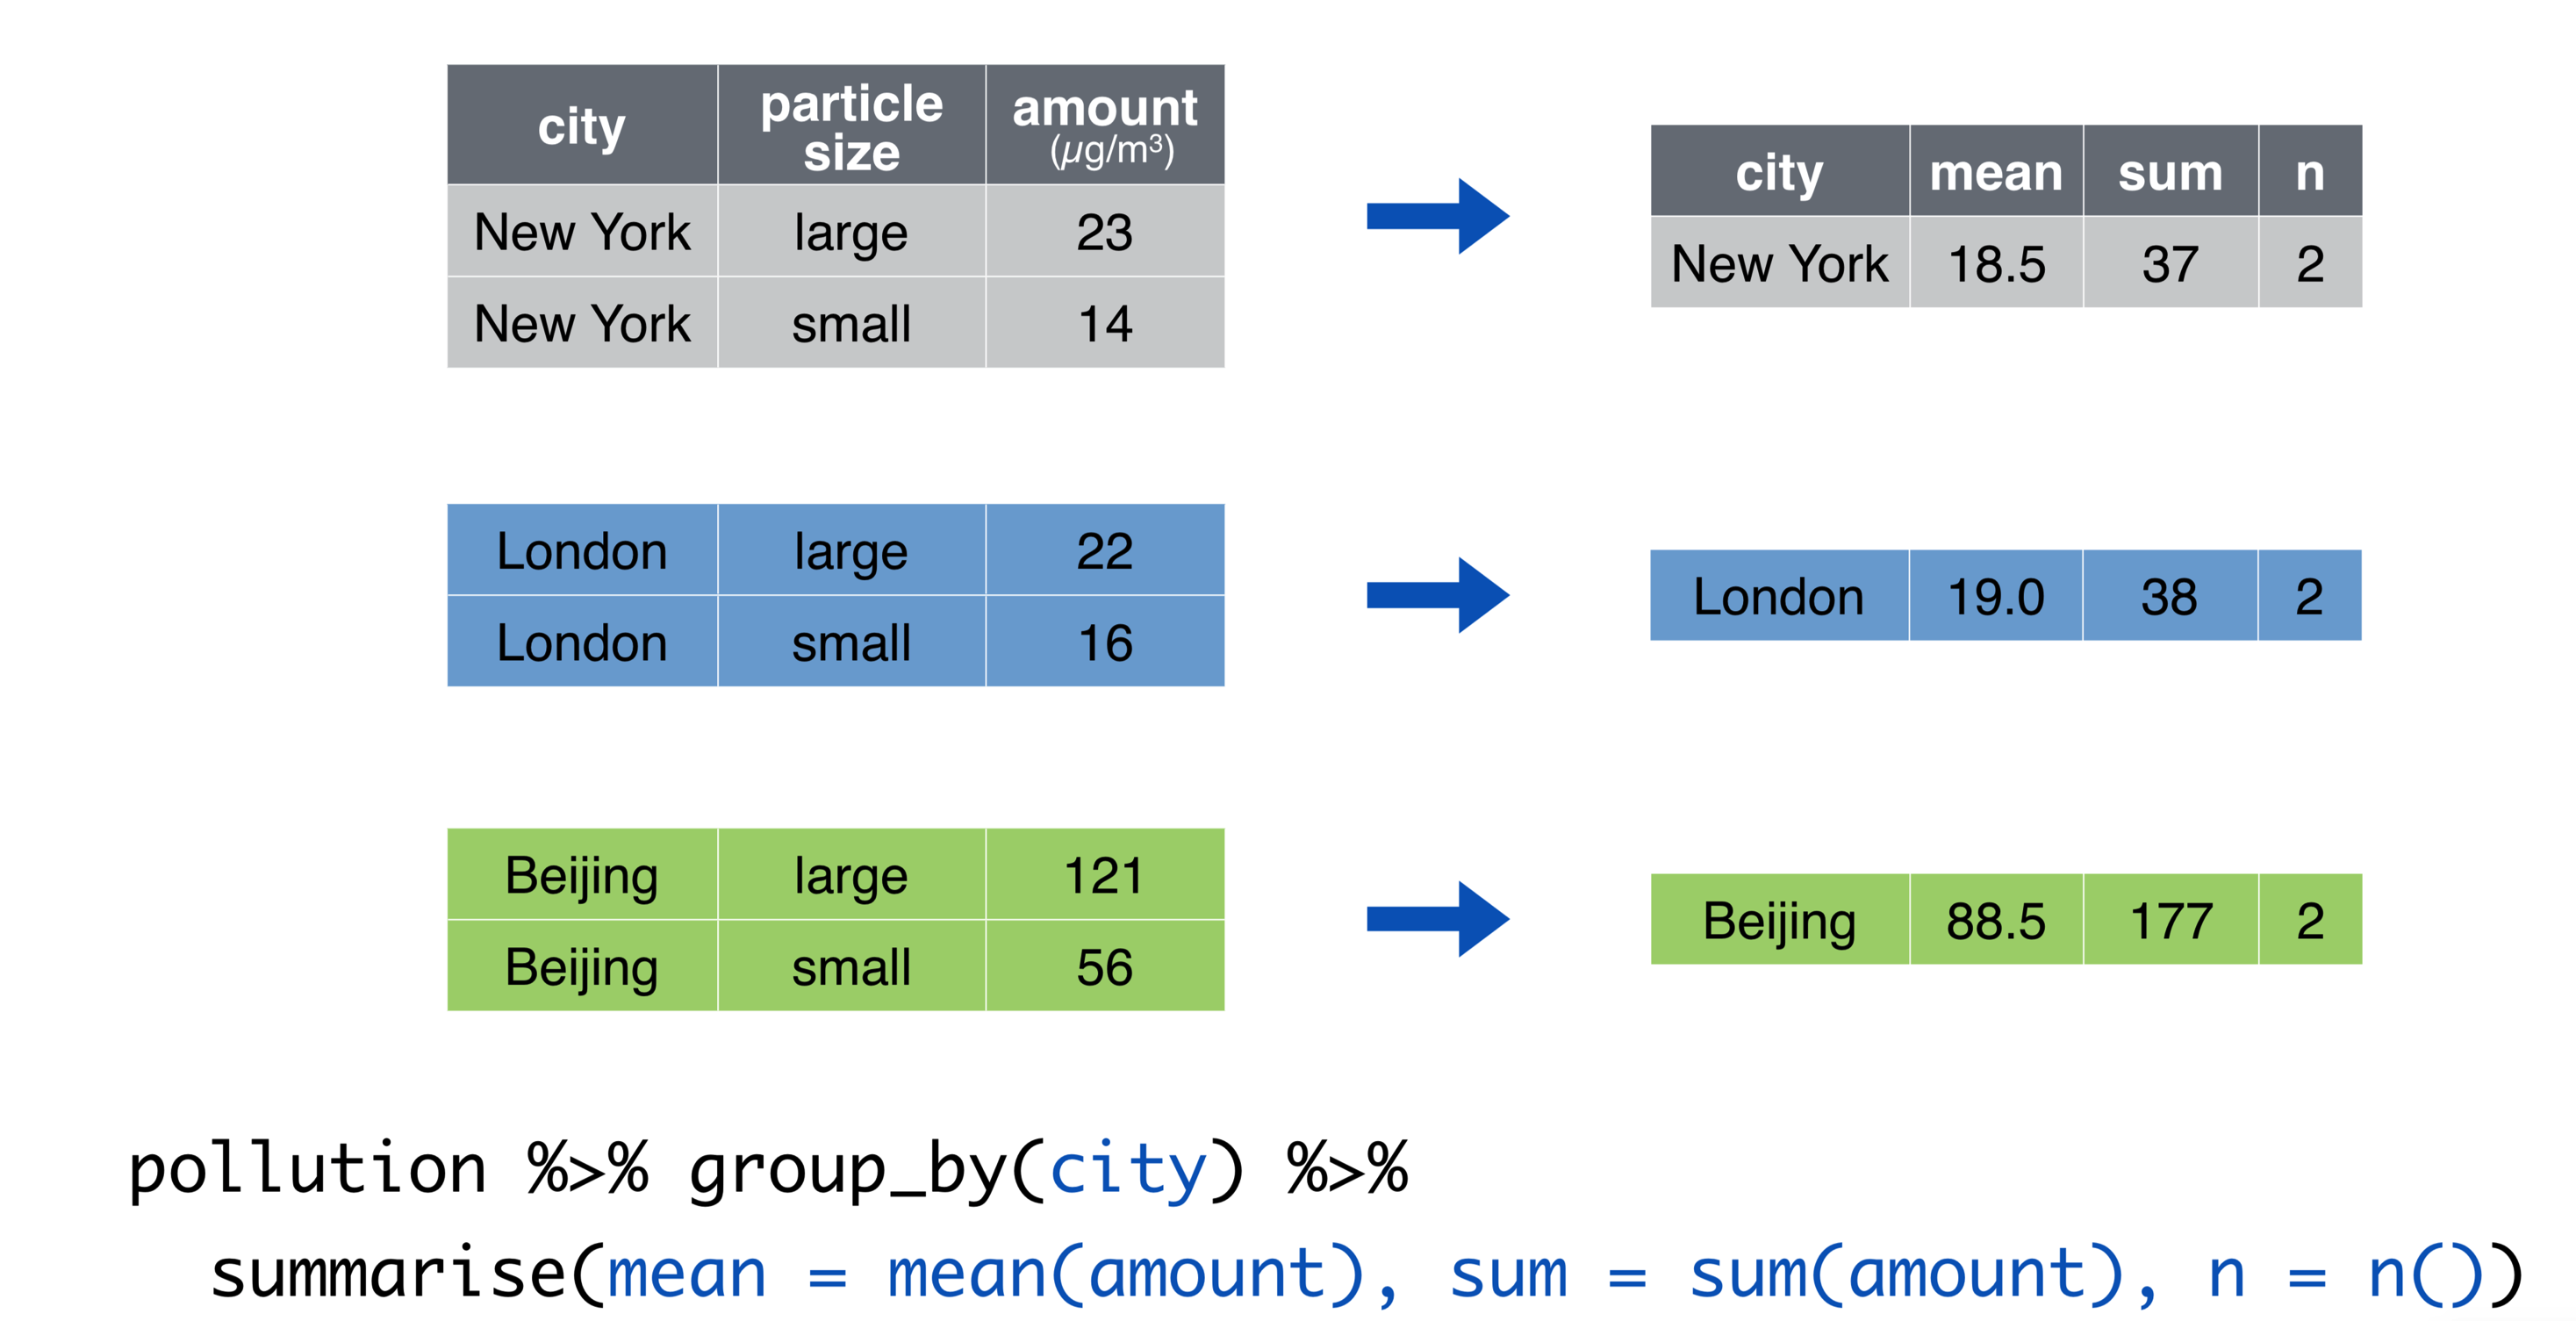 city particle size amount (µg/m³)
New York large 23
New York small 14
city mean sum n
New York 18.5 37 2
London large 22
London small 16
London 19.0 38 2
Beijing large 121
Beijing small 56
Beijing 88.5 177 2
pollution %>% group_by(city) %>%
summarise(mean = mean(amount), sum = sum(amount), n = n())